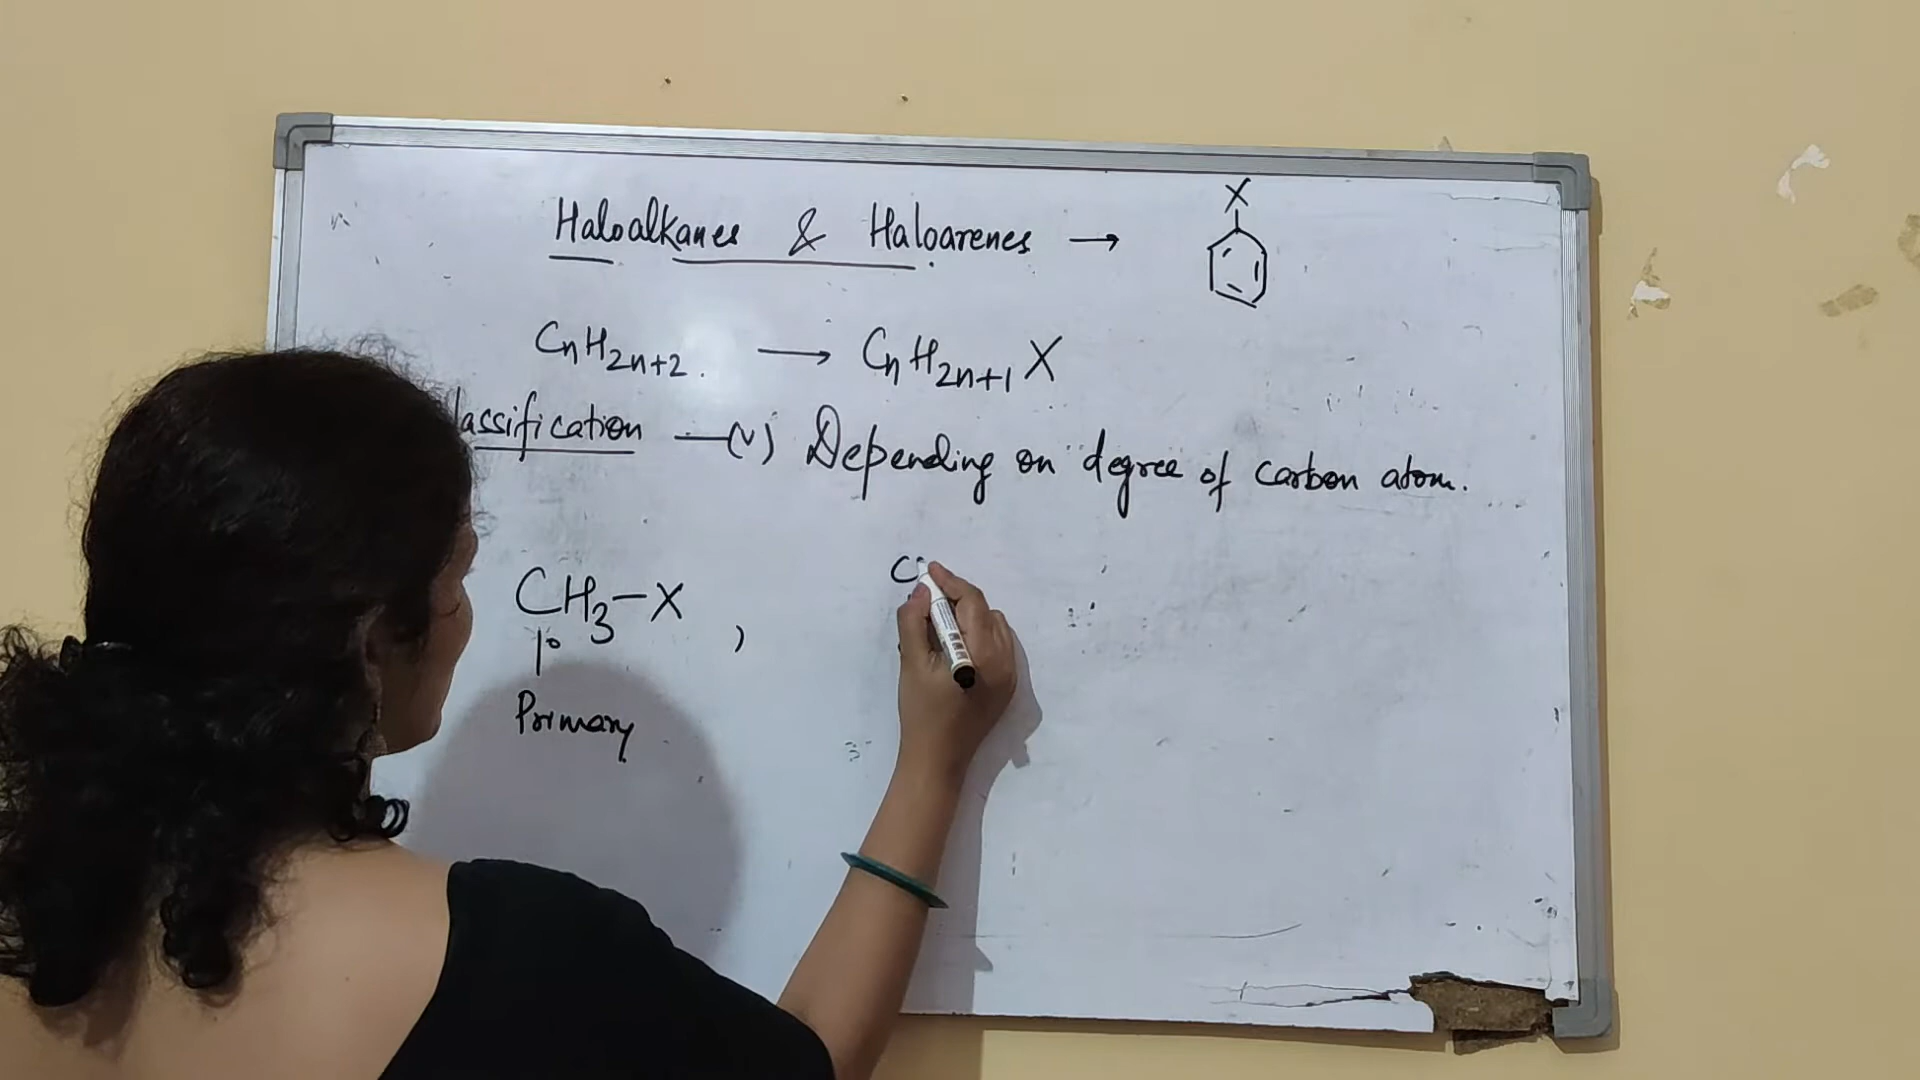 X
Haloalkanes & Haloarenes →
CnH2n+2. → CnH2n+1 X
lassification —(v) Depending on degree of carbon atom.
CH3-X ,
1°
Primary